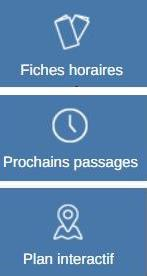 Fiches horaires
Prochains passages
Plan interactif